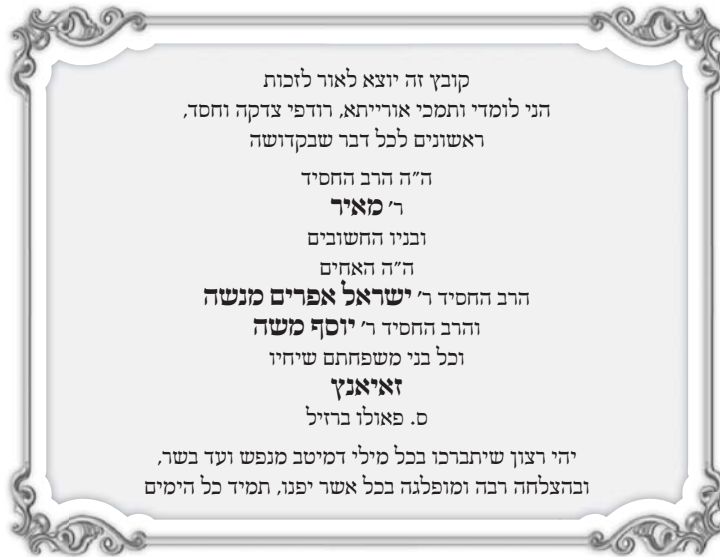 קובץ זה יוצא לאור לזכות
הני לומדי ותמכי אורייתא, רודפי צדקה וחסד,
ראשונים לכל דבר שבקדושה
ה״ה הרב החסיד
ר׳ מאיר
ובניו החשובים
ה״ה האחים
הרב החסיד ר׳ ישראל אפרים מנשה
והרב החסיד ר׳ יוסף משה
וכל בני משפחתם שיחיו
זאיאנץ
ס. פאולו ברזיל
יהי רצון שיתברכו בכל מילי דמיטב מנפש ועד בשר,
ובהצלחה רבה ומופלגה בכל אשר יפנו, תמיד כל הימים